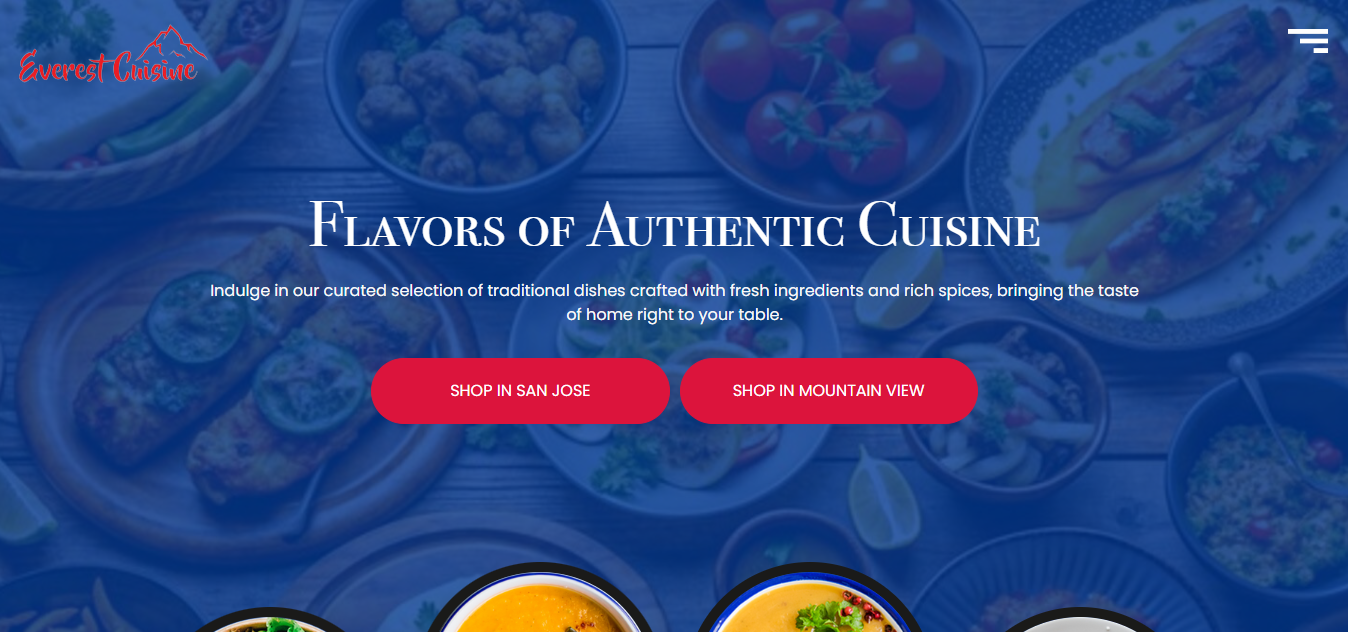 Everest Cuisine
Flavors of Authentic Cuisine
Indulge in our curated selection of traditional dishes crafted with fresh ingredients and rich spices, bringing the taste
of home right to your table.
SHOP IN SAN JOSE
SHOP IN MOUNTAIN VIEW